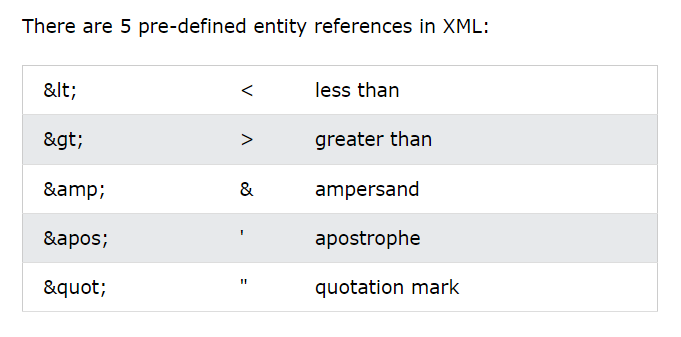 There are 5 pre-defined entity references in XML:
&lt; < less than
&gt; > greater than
&amp; & ampersand
&apos; ' apostrophe
&quot; " quotation mark